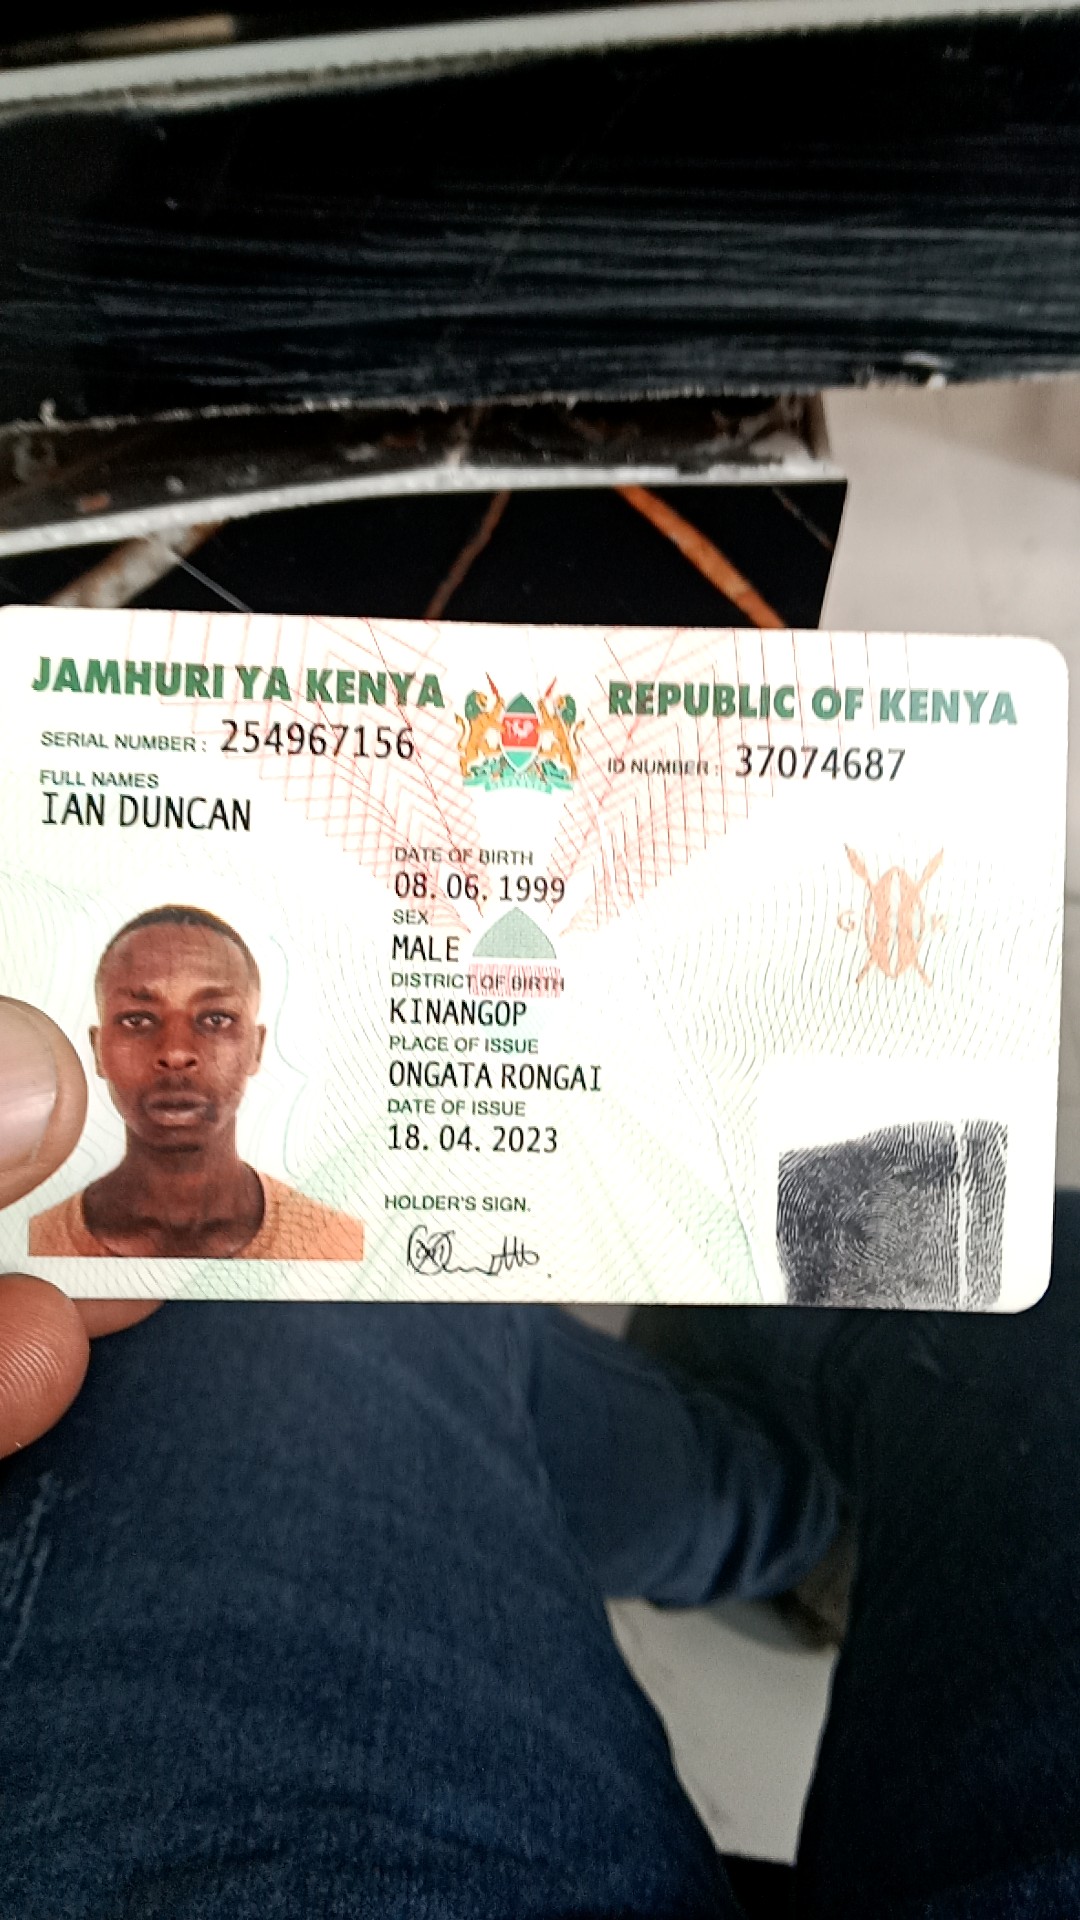 JAMHURI YA KENYA
REPUBLIC OF KENYA
SERIAL NUMBER : 254967156
ID NUMBER : 37074687
FULL NAMES
IAN DUNCAN
DATE OF BIRTH
08. 06. 1999
SEX
MALE
DISTRICT OF BIRTH
KINANGOP
PLACE OF ISSUE
ONGATA RONGAI
DATE OF ISSUE
18. 04. 2023
HOLDER'S SIGN.
G K